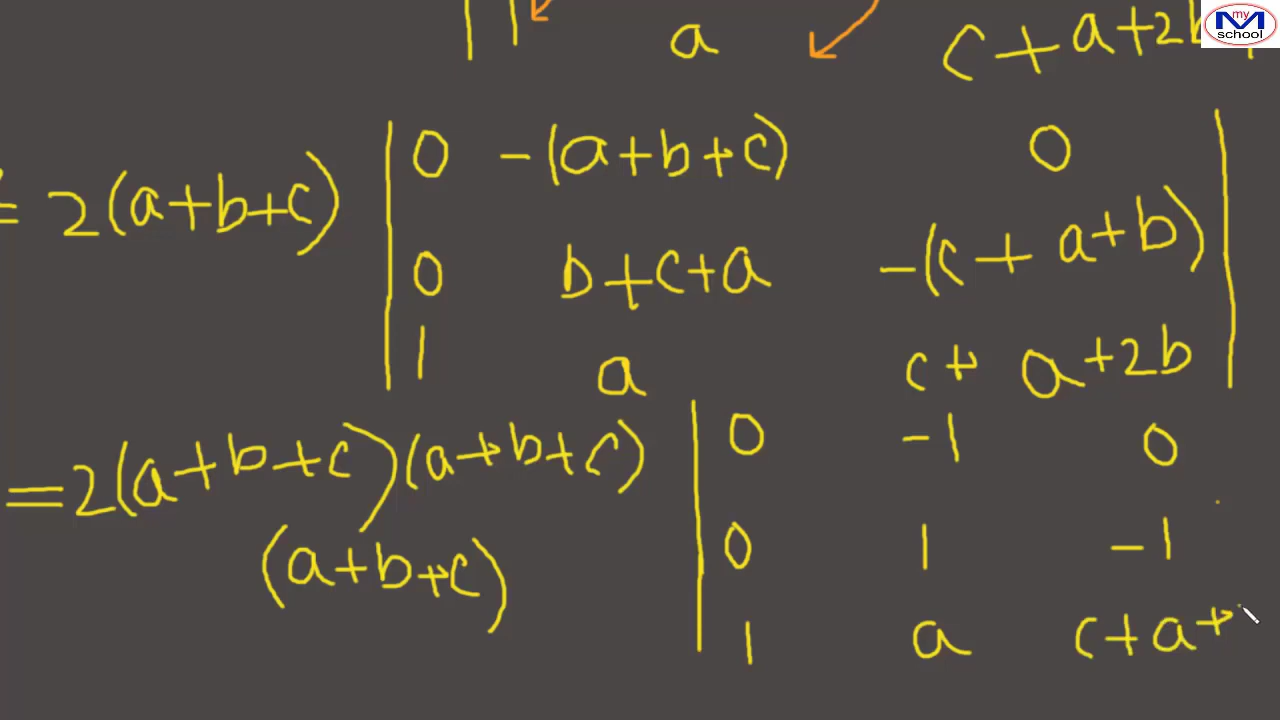 my
M
school
a c + a + 2b
= 2(a+b+c) | 0 -(a+b+c) 0 |
| 0 b+c+a -(c + a+b) |
| 1 a c+ a+2b |
=2(a+b+c)(a+b+c) | 0 -1 0
(a+b+c) | 0 1 -1
| 1 a c+a+